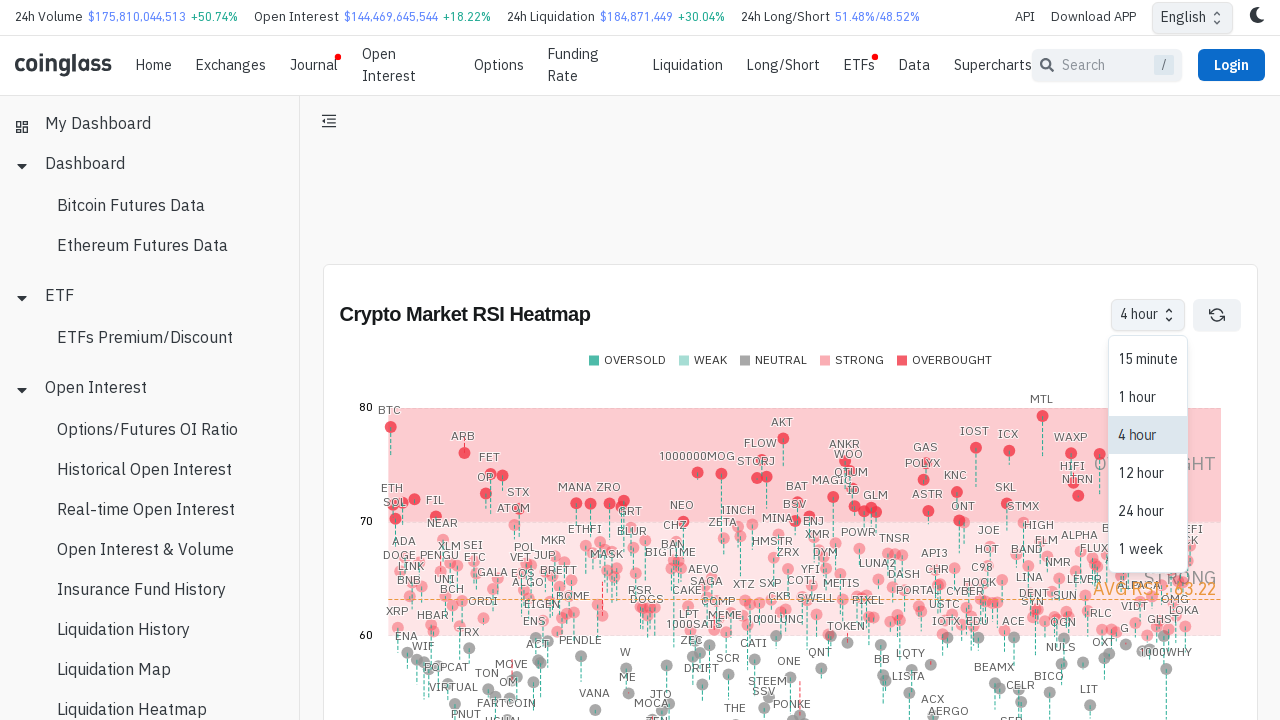 24h Volume $175,810,044,513 +50.74% Open Interest $144,469,645,544 +18.22% 24h Liquidation $184,871,449 +30.04% 24h Long/Short 51.48%/48.52% API Download APP English
coinglass Home Exchanges Journal Open Interest Options Funding Rate Liquidation Long/Short ETFs Data Supercharts Search / Login
My Dashboard
Dashboard
Bitcoin Futures Data
Ethereum Futures Data
ETF
ETFs Premium/Discount
Open Interest
Options/Futures OI Ratio
Historical Open Interest
Real-time Open Interest
Open Interest & Volume
Insurance Fund History
Liquidation History
Liquidation Map
Liquidation Heatmap
Crypto Market RSI Heatmap
4 hour
15 minute
1 hour
4 hour
12 hour
24 hour
1 week
OVERSOLD WEAK NEUTRAL STRONG OVERBOUGHT
80
70
60
MTL
BTC
AKT
ARB
IOST
ICX
WAXP
FLOW
ANKR
WOO
GAS
FET
1000000MOG
STORJ
POLYX
HIFI
OP
QTUM
KNC
NTRN
ETH
STX
MANA
ZRO
BAT
MAGIC
ID
GLM
ASTR
SKL
SOL
FIL
ATOM
GRT
NEO
1INCH
BSV
ONT
STMX
NEAR
ETHFI
BLUR
CHZ
ZETA
MINA
ENJ
XMR
POWR
JOE
HIGH
ADA
XLM
SEI
POL
MKR
BAN
HMSTR
TNSR
FLM
ALPHA
DOGE
PENGU
ETC
VET
JUP
MASK
BIGTIME
ZRX
DYM
API3
HOT
BAND
FLUX
LINK
GALA
EOS
BRETT
AEVO
YFI
LUNA2
CHR
C98
NMR
BNB
UNI
BCH
ALGO
RSR
SAGA
XTZ
SXP
COTI
METIS
DASH
HOOK
LINA
LEVER
ALPACA
ORDI
BOME
DOGS
CAKE
CKB
SWELL
PIXEL
PORTAL
CYBER
DENT
SUN
STRONG
XRP
HBAR
EIGEN
LPT
COMP
USTC
SYN
VIDT
OMG
TRX
ENS
1000SATS
MEME
1000LUNC
TOKEN
IOTX
EDU
ACE
OGN
RLC
LOKA
ENA
WIF
ACT
PENDLE
ZEC
CATI
QNT
BB
LQTY
NULS
OXT
G
GHST
1000WHY
POPCAT
TON
MOVE
W
ME
DRIFT
SCR
ONE
LISTA
BEAMX
BICO
VIRTUAL
OM
VANA
JTO
STEEM
SSV
CELR
LIT
PNUT
FARTCOIN
MOCA
THE
PONKE
ACX
AERGO